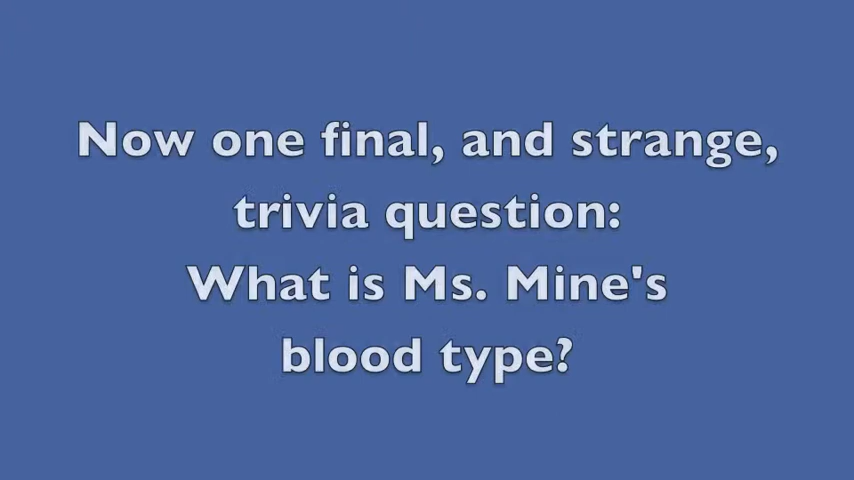 Now one final, and strange,
trivia question:
What is Ms. Mine's
blood type?